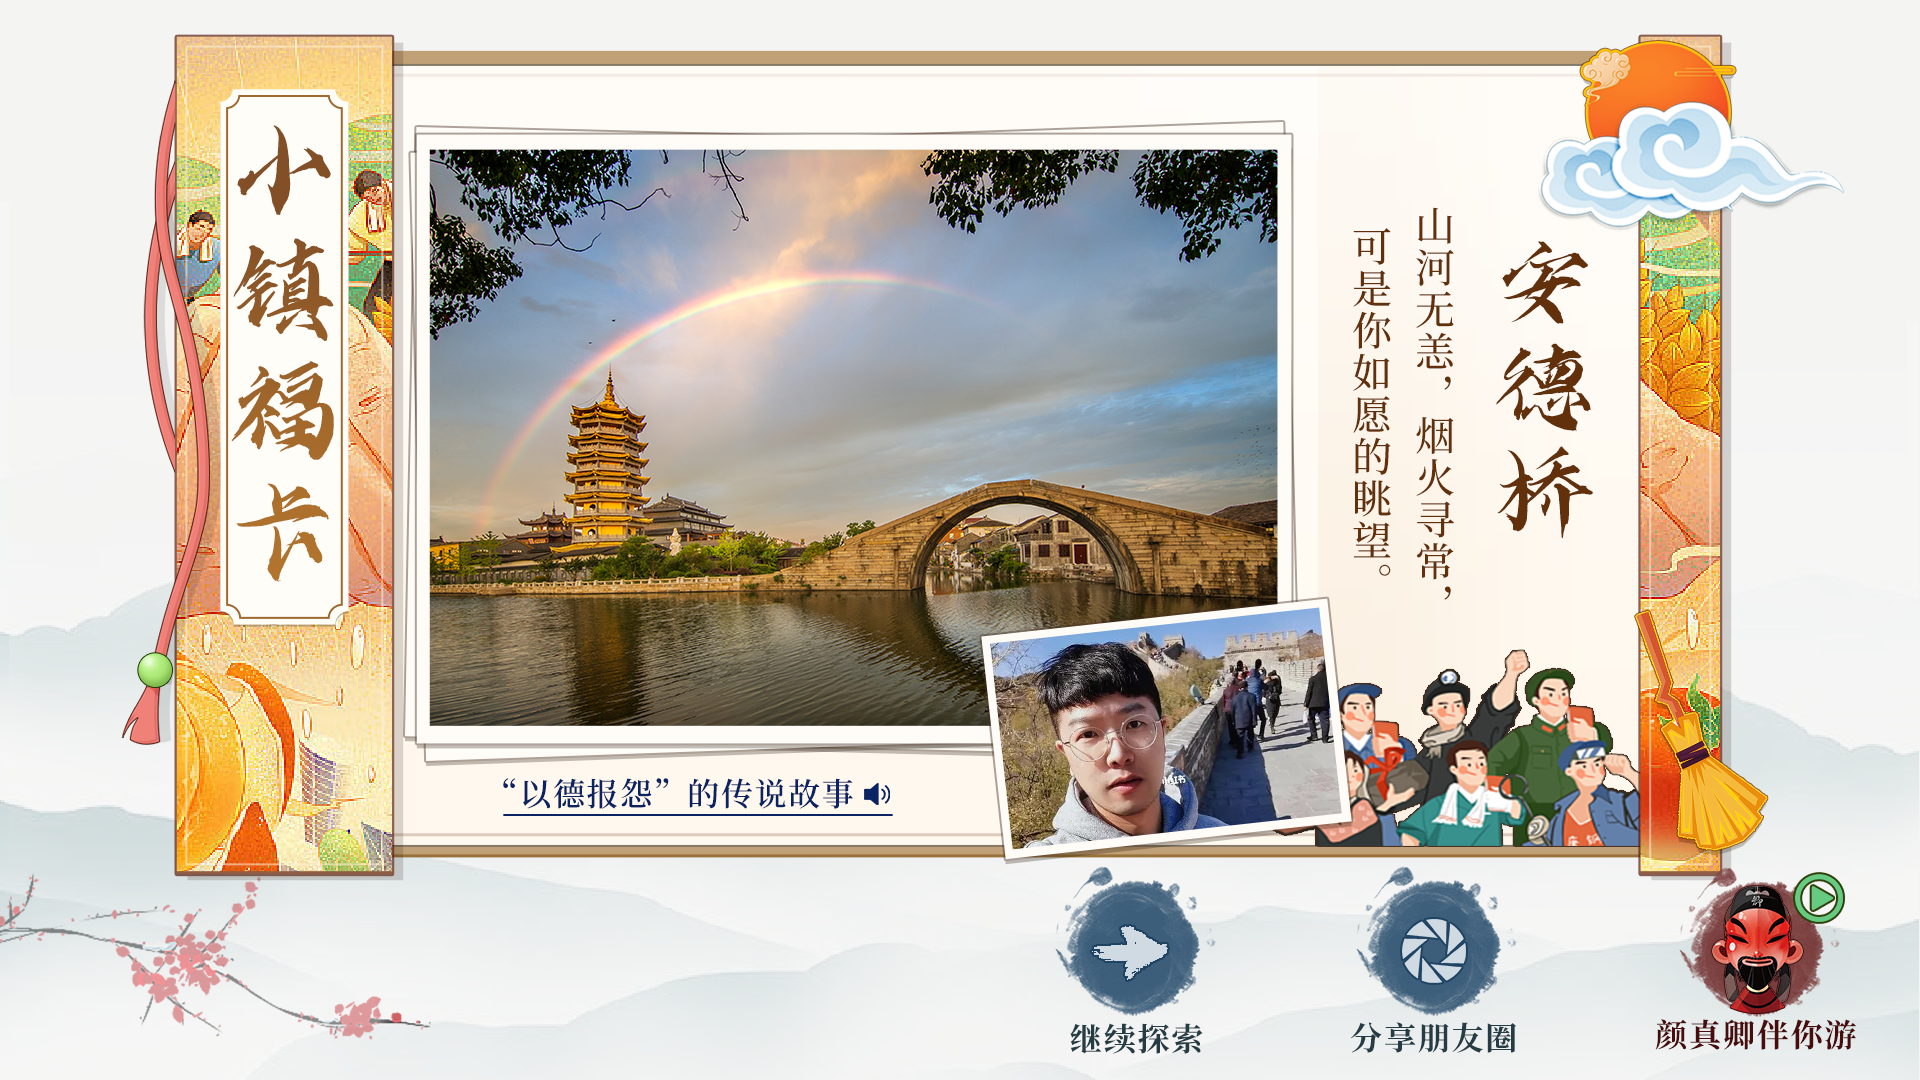 小镇福卡
安德桥
山河无恙，烟火寻常，
可是你如愿的眺望。
“以德报怨”的传说故事
继续探索
分享朋友圈
颜真卿伴你游